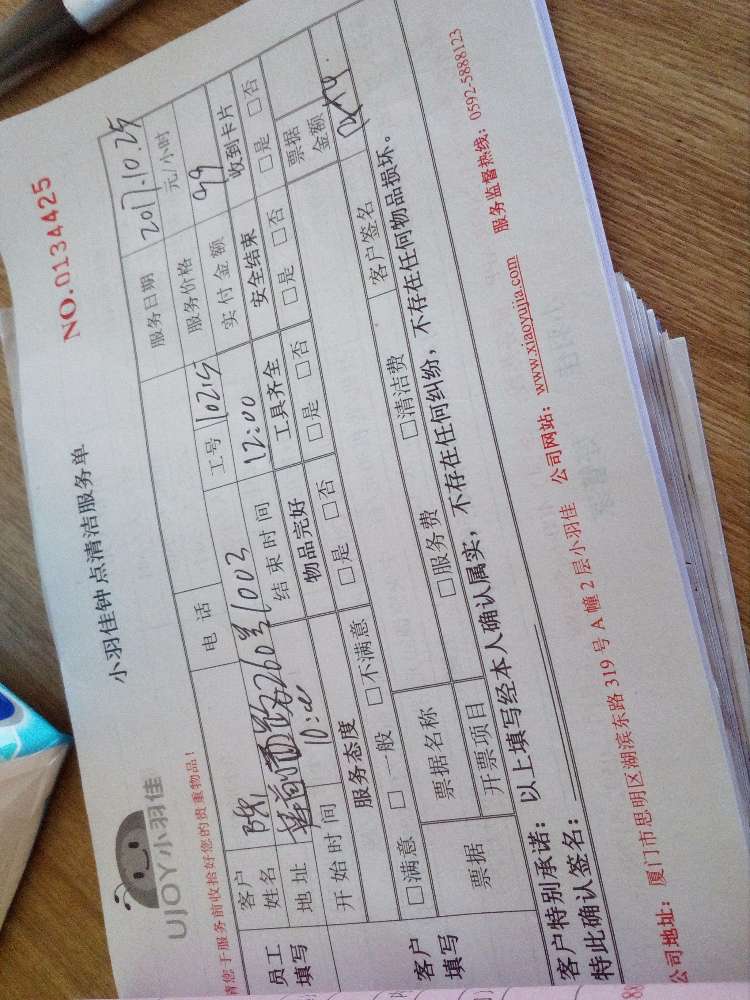 UJOY小羽佳
小羽佳钟点清洁服务单
NO.0134425
请您于服务前收拾好您的贵重物品!
员工填写
客户姓名
电 话
服务日期 2017.10.25
工号 10215
服务价格 元/小时
地 址 260号1002
实付金额 99
收到卡片
开始时间 10:00
结束时间 12:00
客户填写
服务态度
物品完好
工具齐全
安全结束
□是 □否
□满意 □一般 □不满意
□是 □否
□是 □否
□是 □否
票据
票据名称
票据金额
开票项目
□服务费
□清洁费
客户签名
客户特别承诺: 以上填写经本人确认属实,不存在任何纠纷,不存在任何物品损坏。
特此确认签名:
公司地址: 厦门市思明区湖滨东路 319 号 A 幢 2 层小羽佳 公司网站: www.xiaoyujia.com 服务监督热线: 0592-5888123